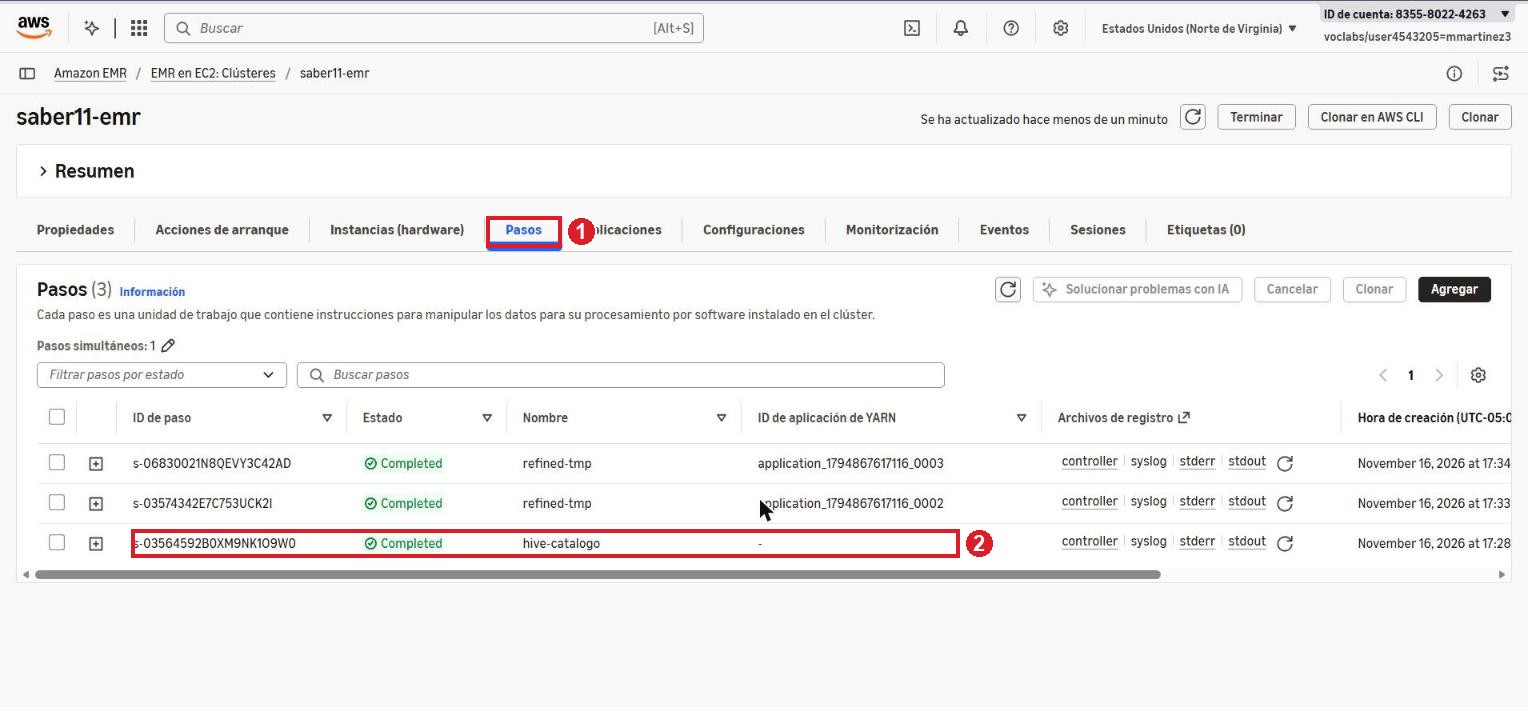 aws Buscar [Alt+S] Estados Unidos (Norte de Virginia) ID de cuenta: 8355-8022-4263
voclabs/user4543205=mmartinez3
Amazon EMR / EMR en EC2: Clústeres / saber11-emr
saber11-emr Se ha actualizado hace menos de un minuto Terminar Clonar en AWS CLI Clonar
Resumen
Propiedades Acciones de arranque Instancias (hardware) Pasos 1 plicaciones Configuraciones Monitorización Eventos Sesiones Etiquetas (0)
Pasos (3) Información Solucionar problemas con IA Cancelar Clonar Agregar
Cada paso es una unidad de trabajo que contiene instrucciones para manipular los datos para su procesamiento por software instalado en el clúster.
Pasos simultáneos: 1
Filtrar pasos por estado Buscar pasos 1
ID de paso Estado Nombre ID de aplicación de YARN Archivos de registro Hora de creación (UTC-05:0
s-06830021N8QEVY3C42AD Completed refined-tmp application_1794867617116_0003 controller syslog stderr stdout November 16, 2026 at 17:34
s-03574342E7C753UCK2I Completed refined-tmp application_1794867617116_0002 controller syslog stderr stdout November 16, 2026 at 17:33
s-03564592B0XM9NK1O9W0 Completed hive-catalogo - 2 controller syslog stderr stdout November 16, 2026 at 17:28